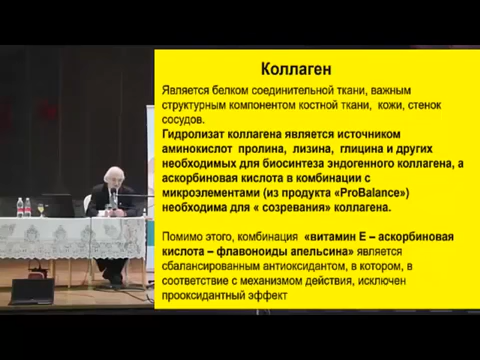 Коллаген
Является белком соединительной ткани, важным
структурным компонентом костной ткани, кожи, стенок
сосудов.
Гидролизат коллагена является источником
аминокислот пролина, лизина, глицина и других
необходимых для биосинтеза эндогенного коллагена, а
аскорбиновая кислота в комбинации с
микроэлементами (из продукта «ProBalance»)
необходима для « созревания» коллагена.
Помимо этого, комбинация «витамин Е – аскорбиновая
кислота – флавоноиды апельсина» является
сбалансированным антиоксидантом, в котором, в
соответствие с механизмом действия, исключен
прооксидантный эффект